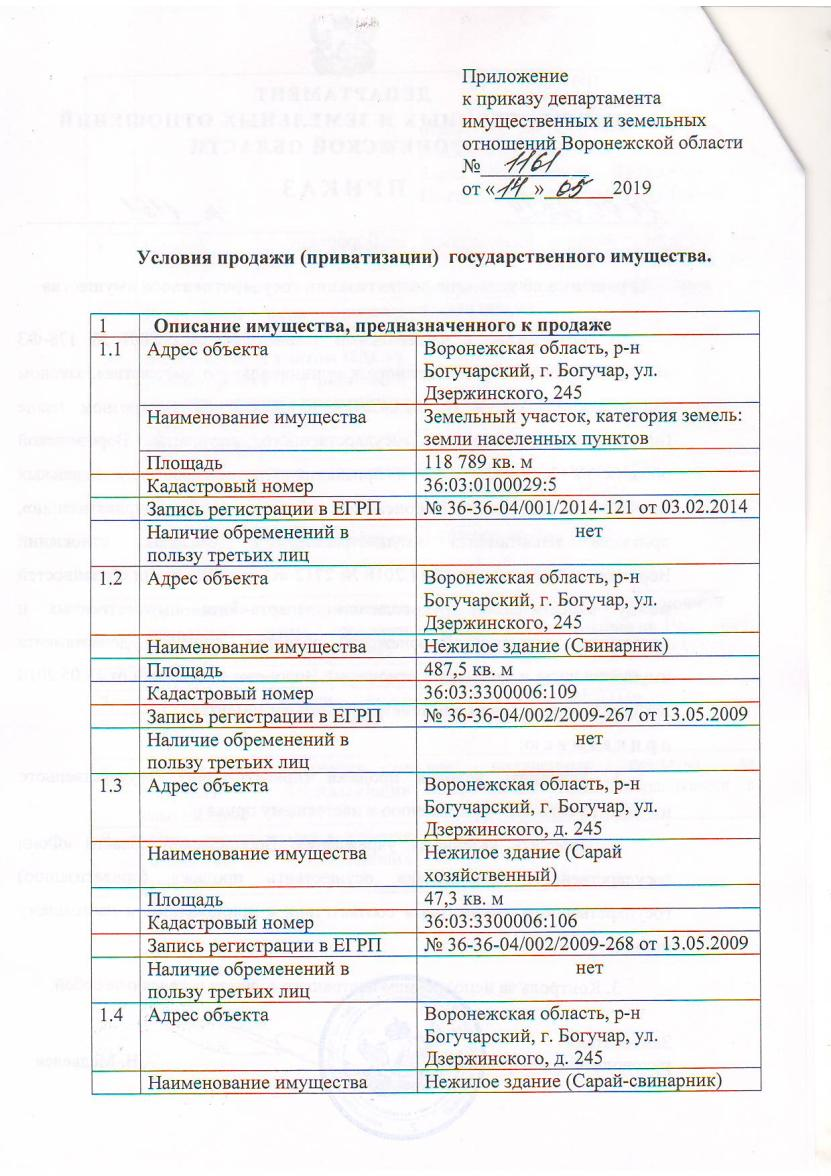 Приложение
к приказу департамента
имущественных и земельных
отношений Воронежской области
№ 1161
от «14» 05 2019
Условия продажи (приватизации) государственного имущества.
1 Описание имущества, предназначенного к продаже
1.1 Адрес объекта Воронежская область, р-н
Богучарский, г. Богучар, ул.
Дзержинского, 245
Наименование имущества Земельный участок, категория земель:
земли населенных пунктов
Площадь 118 789 кв. м
Кадастровый номер 36:03:0100029:5
Запись регистрации в ЕГРП № 36-36-04/001/2014-121 от 03.02.2014
Наличие обременений в нет
пользу третьих лиц
1.2 Адрес объекта Воронежская область, р-н
Богучарский, г. Богучар, ул.
Дзержинского, 245
Наименование имущества Нежилое здание (Свинарник)
Площадь 487,5 кв. м
Кадастровый номер 36:03:3300006:109
Запись регистрации в ЕГРП № 36-36-04/002/2009-267 от 13.05.2009
Наличие обременений в нет
пользу третьих лиц
1.3 Адрес объекта Воронежская область, р-н
Богучарский, г. Богучар, ул.
Дзержинского, д. 245
Наименование имущества Нежилое здание (Сарай
хозяйственный)
Площадь 47,3 кв. м
Кадастровый номер 36:03:3300006:106
Запись регистрации в ЕГРП № 36-36-04/002/2009-268 от 13.05.2009
Наличие обременений в нет
пользу третьих лиц
1.4 Адрес объекта Воронежская область, р-н
Богучарский, г. Богучар, ул.
Дзержинского, д. 245
Наименование имущества Нежилое здание (Сарай-свинарник)